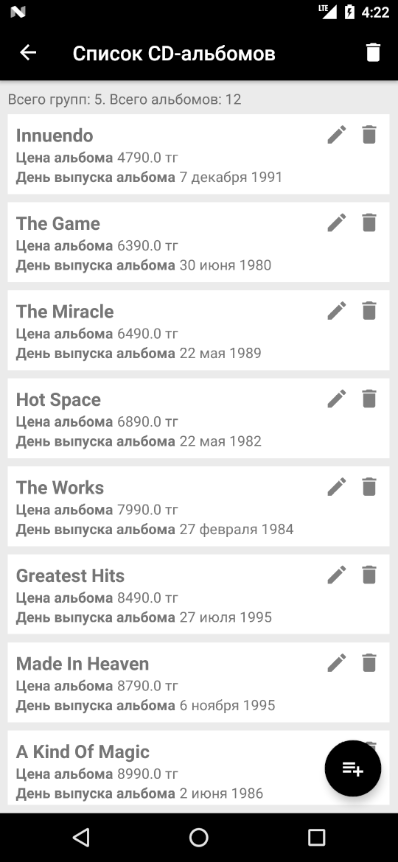 LTE 4:22
Список CD-альбомов
Всего групп: 5. Всего альбомов: 12
Innuendo
Цена альбома 4790.0 тг
День выпуска альбома 7 декабря 1991
The Game
Цена альбома 6390.0 тг
День выпуска альбома 30 июня 1980
The Miracle
Цена альбома 6490.0 тг
День выпуска альбома 22 мая 1989
Hot Space
Цена альбома 6890.0 тг
День выпуска альбома 22 мая 1982
The Works
Цена альбома 7990.0 тг
День выпуска альбома 27 февраля 1984
Greatest Hits
Цена альбома 8490.0 тг
День выпуска альбома 27 июля 1995
Made In Heaven
Цена альбома 8790.0 тг
День выпуска альбома 6 ноября 1995
A Kind Of Magic
Цена альбома 8990.0 тг
День выпуска альбома 2 июня 1986